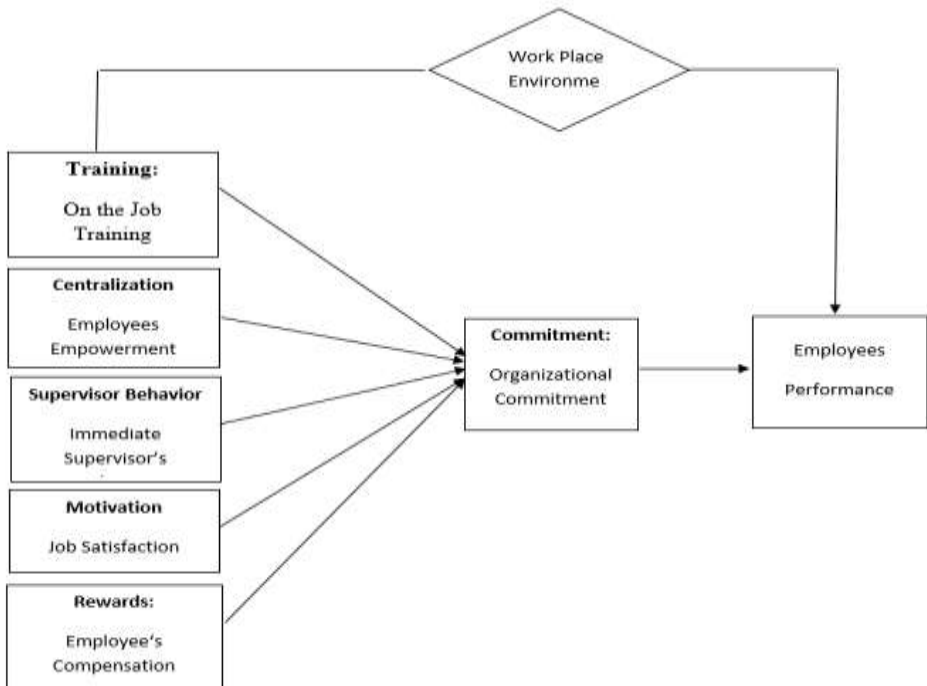 Work Place
Environme
Training:
On the Job
Training
Centralization
Employees
Empowerment
Supervisor Behavior
Immediate
Supervisor's
Motivation
Job Satisfaction
Rewards:
Employee's
Compensation
Commitment:
Organizational
Commitment
Employees
Performance